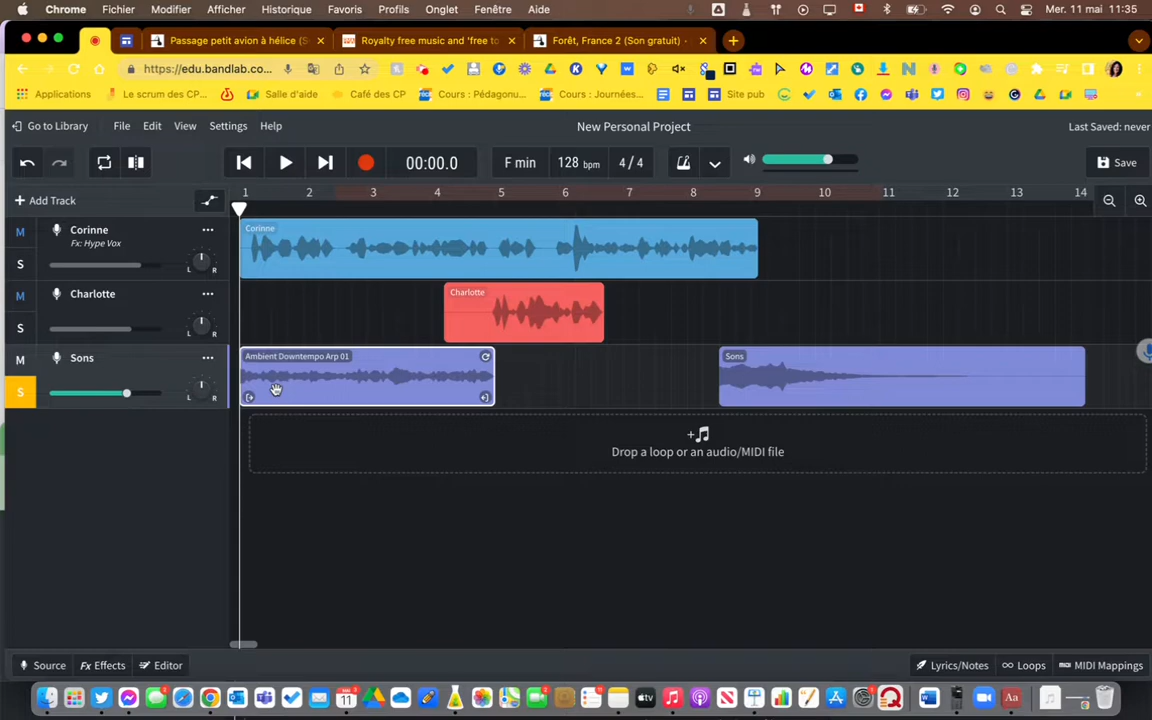 Chrome Fichier Modifier Afficher Historique Favoris Profils Onglet Fenêtre Aide Mer. 11 mai 11:35
Passage petit avion à hélice (S Royalty free music and 'free to Forêt, France 2 (Son gratuit) -
https://edu.bandlab.co...
Applications Le scrum des CP... Salle d'aide Café des CP Cours : Pédagogu... Cours : Journées... Site pub
Go to Library File Edit View Settings Help New Personal Project Last Saved: never
00:00.0 F min 128 bpm 4/4 Save
Add Track 1 2 3 4 5 6 7 8 9 10 11 12 13 14
M Corinne Corinne
Fx: Hype Vox
S L R
M Charlotte Charlotte
S L R
M Sons Ambient Downtempo Arp 01 Sons
S L R
Drop a loop or an audio/MIDI file
Source Fx Effects Editor Lyrics/Notes Loops MIDI Mappings